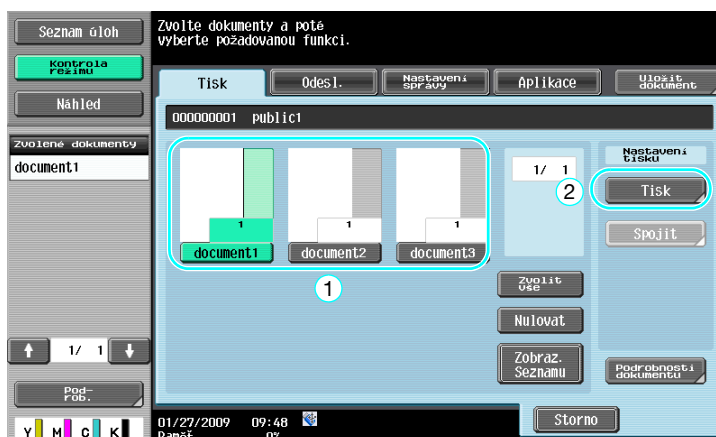 Seznam úloh
Kontrola
režimu
Náhled
Zvolené dokumenty
document1
1/ 1
Pod-
rob.
Y M C K
Zvolte dokumenty a poté
vyberte požadovanou funkci.
Tisk
Odesl.
Nastavení
správy
Aplikace
Uložit
dokument
000000001 public1
1
document1
1
document2
1
document3
1
1/ 1
2
Nastavení
tisku
Tisk
Spojit
Zvolit
vše
Nulovat
Zobraz.
Seznamu
Podrobnosti
dokumentu
Storno
01/27/2009 09:48
Paměť 0%